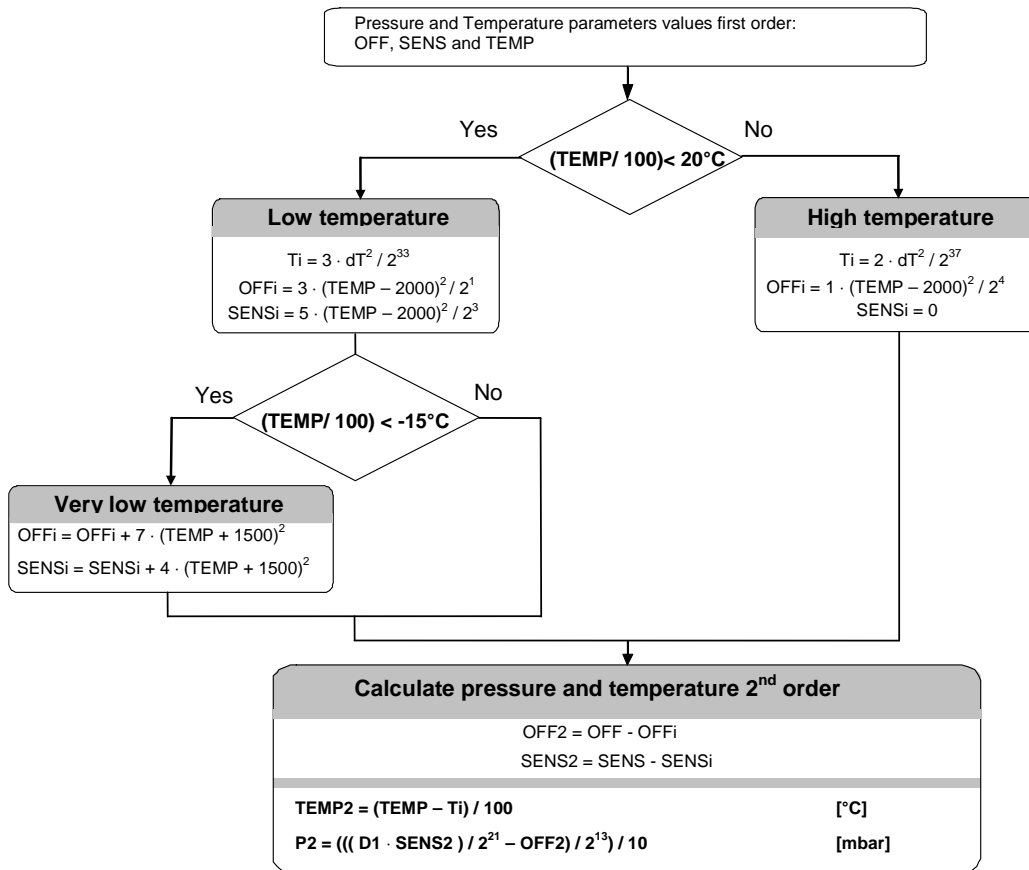 Pressure and Temperature parameters values first order:
OFF, SENS and TEMP
Yes
No
(TEMP/ 100)< 20°C
Low temperature
Ti = 3 · dT² / 2³³
OFFi = 3 · (TEMP – 2000)² / 2¹
SENSi = 5 · (TEMP – 2000)² / 2³
High temperature
Ti = 2 · dT² / 2³⁷
OFFi = 1 · (TEMP – 2000)² / 2⁴
SENSi = 0
Yes
No
(TEMP/ 100) < -15°C
Very low temperature
OFFi = OFFi + 7 · (TEMP + 1500)²
SENSi = SENSi + 4 · (TEMP + 1500)²
Calculate pressure and temperature 2ⁿᵈ order
OFF2 = OFF - OFFi
SENS2 = SENS - SENSi
TEMP2 = (TEMP – Ti) / 100 [°C]
P2 = ((( D1 · SENS2 ) / 2²¹ – OFF2) / 2¹³) / 10 [mbar]